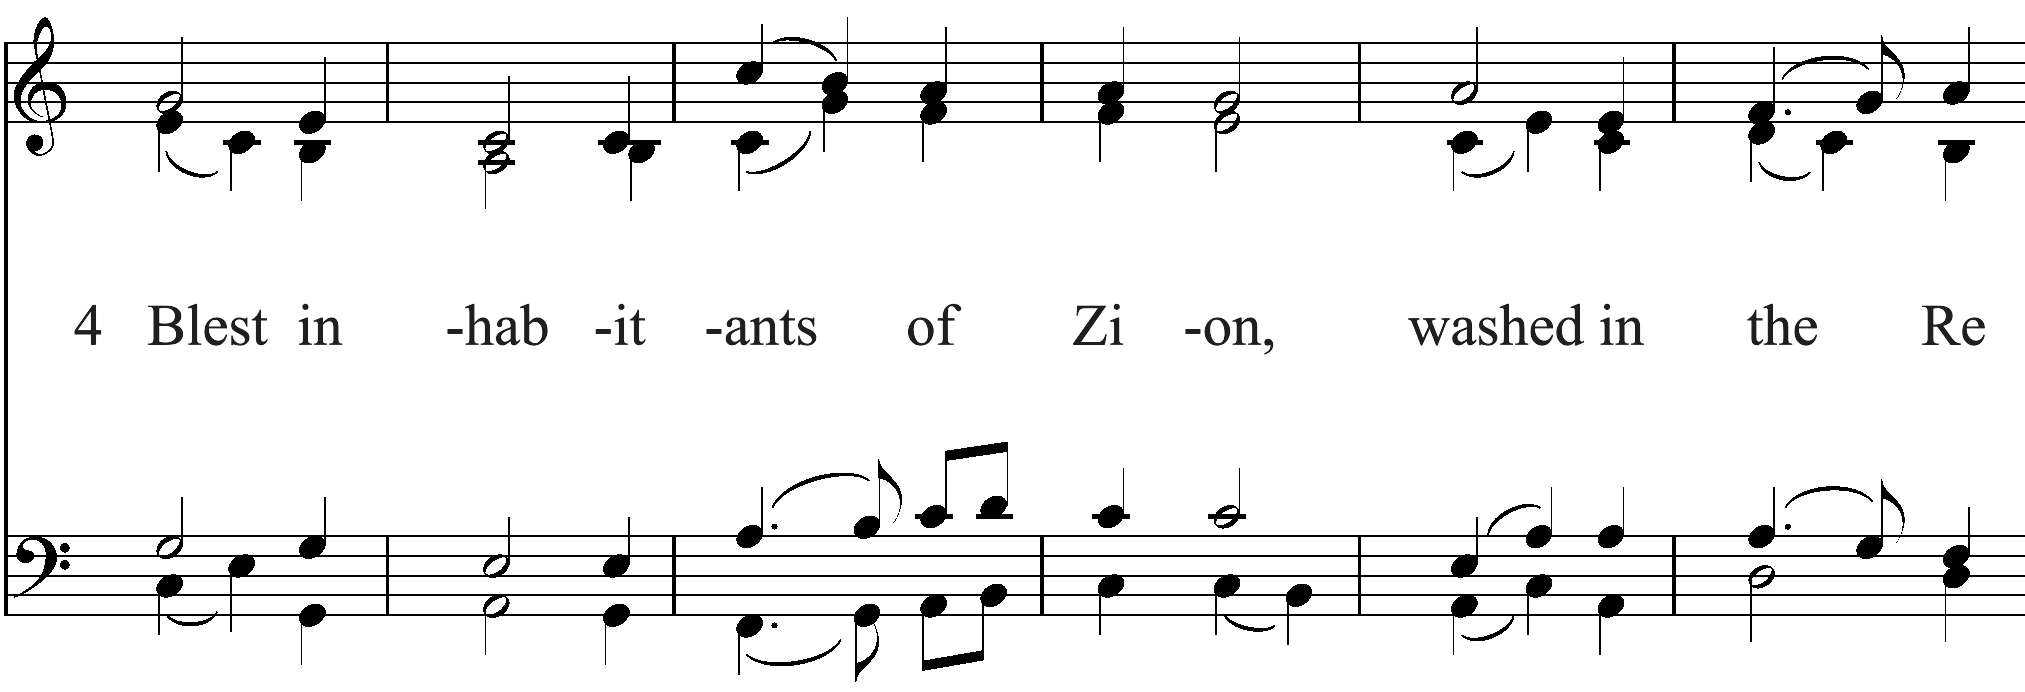 4 Blest in -hab -it -ants of Zi -on, washed in the Re